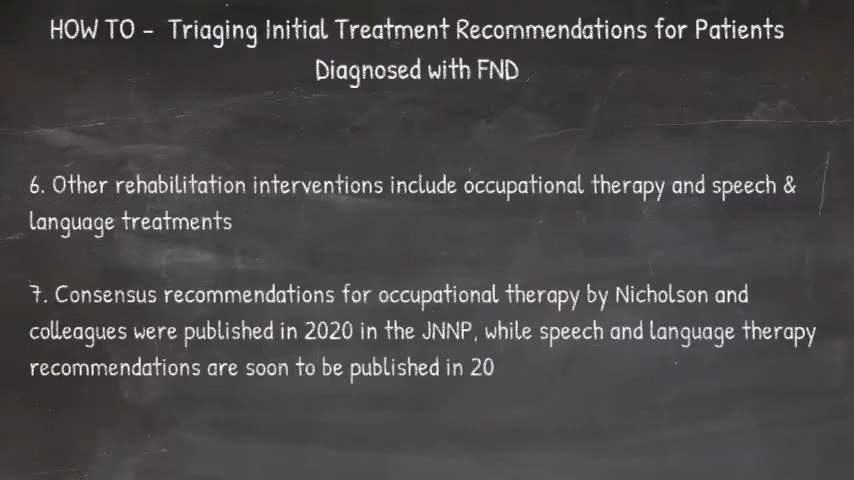 HOW TO - Triaging Initial Treatment Recommendations for Patients
Diagnosed with FND
6. Other rehabilitation interventions include occupational therapy and speech &
language treatments
7. Consensus recommendations for occupational therapy by Nicholson and
colleagues were published in 2020 in the JNNP, while speech and language therapy
recommendations are soon to be published in 20